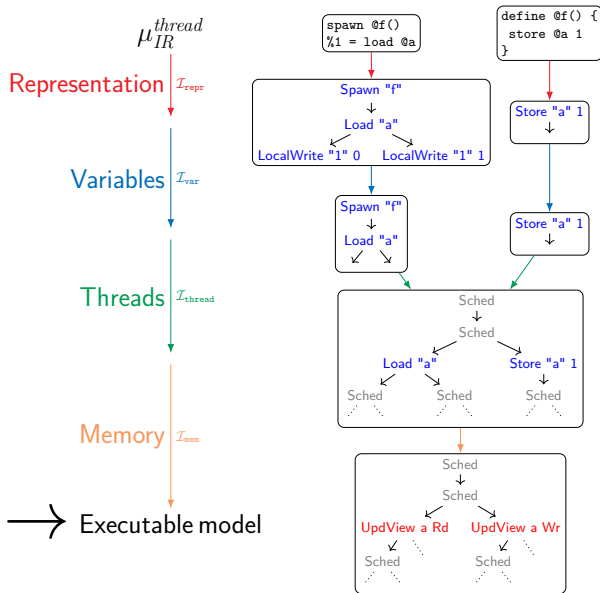 μ_IR^thread
Representation
I_repr
Variables
I_var
Threads
I_thread
Memory
I_mem
Executable model
spawn @f()
%1 = load @a
define @f() {
store @a 1
}
Spawn "f"
Load "a"
LocalWrite "1" 0 LocalWrite "1" 1
Store "a" 1
Spawn "f"
Load "a"
Store "a" 1
Sched
Sched
Load "a" Store "a" 1
Sched Sched Sched
Sched
Sched
UpdView a Rd UpdView a Wr
Sched Sched